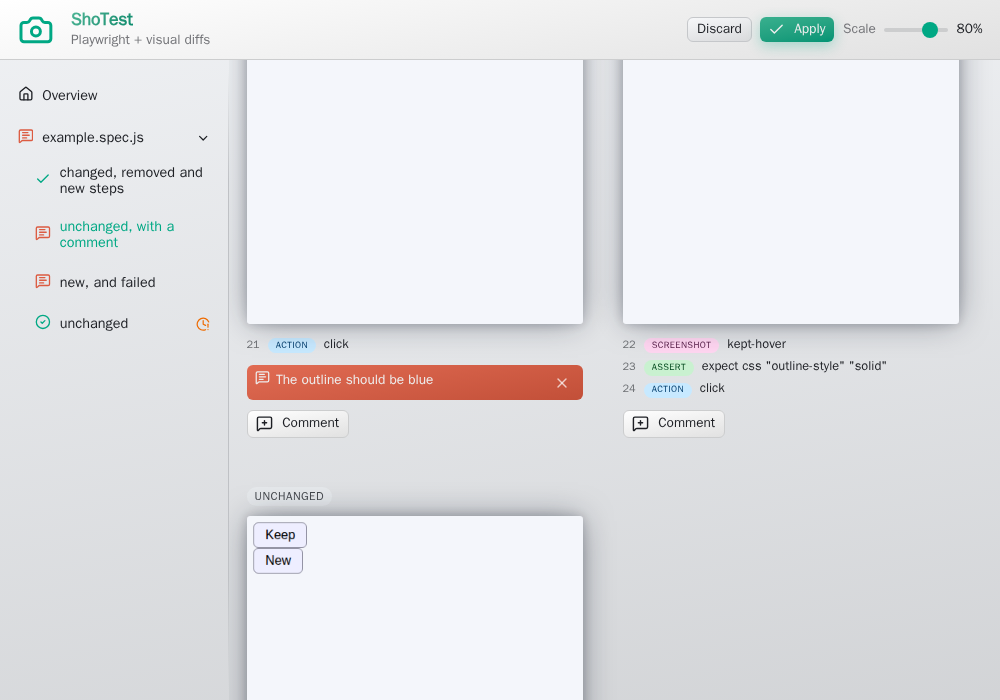 ShoTest
Playwright + visual diffs
Discard
Apply
Scale
80%
Overview
example.spec.js
changed, removed and
new steps
unchanged, with a
comment
new, and failed
unchanged
21 ACTION click
The outline should be blue
Comment
22 SCREENSHOT kept-hover
23 ASSERT expect css "outline-style" "solid"
24 ACTION click
Comment
UNCHANGED
Keep
New